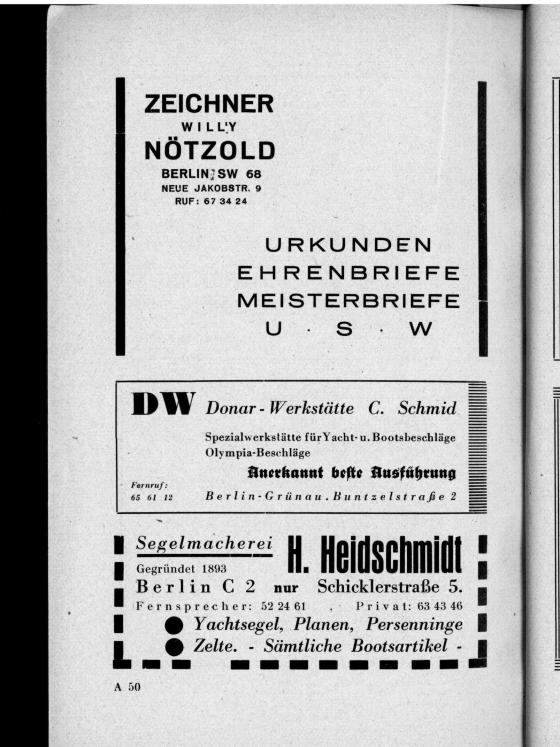 ZEICHNER
WILLY
NÖTZOLD
BERLIN SW 68
NEUE JAKOBSTR. 9
RUF: 67 34 24
URKUNDEN
EHRENBRIEFE
MEISTERBRIEFE
U · S · W
DW Donar-Werkstätte C. Schmid
Spezialwerkstätte für Yacht- u. Bootsbeschläge
Olympia-Beschläge
Anerkannt beste Ausführung
Fernruf:
65 61 12 Berlin-Grünau. Buntzelstraße 2
Segelmacherei H. Heidschmidt
Gegründet 1893
Berlin C 2 nur Schicklerstraße 5.
Fernsprecher: 52 24 61 , Privat: 63 43 46
● Yachtsegel, Planen, Persenninge
● Zelte. - Sämtliche Bootsartikel -
A 50